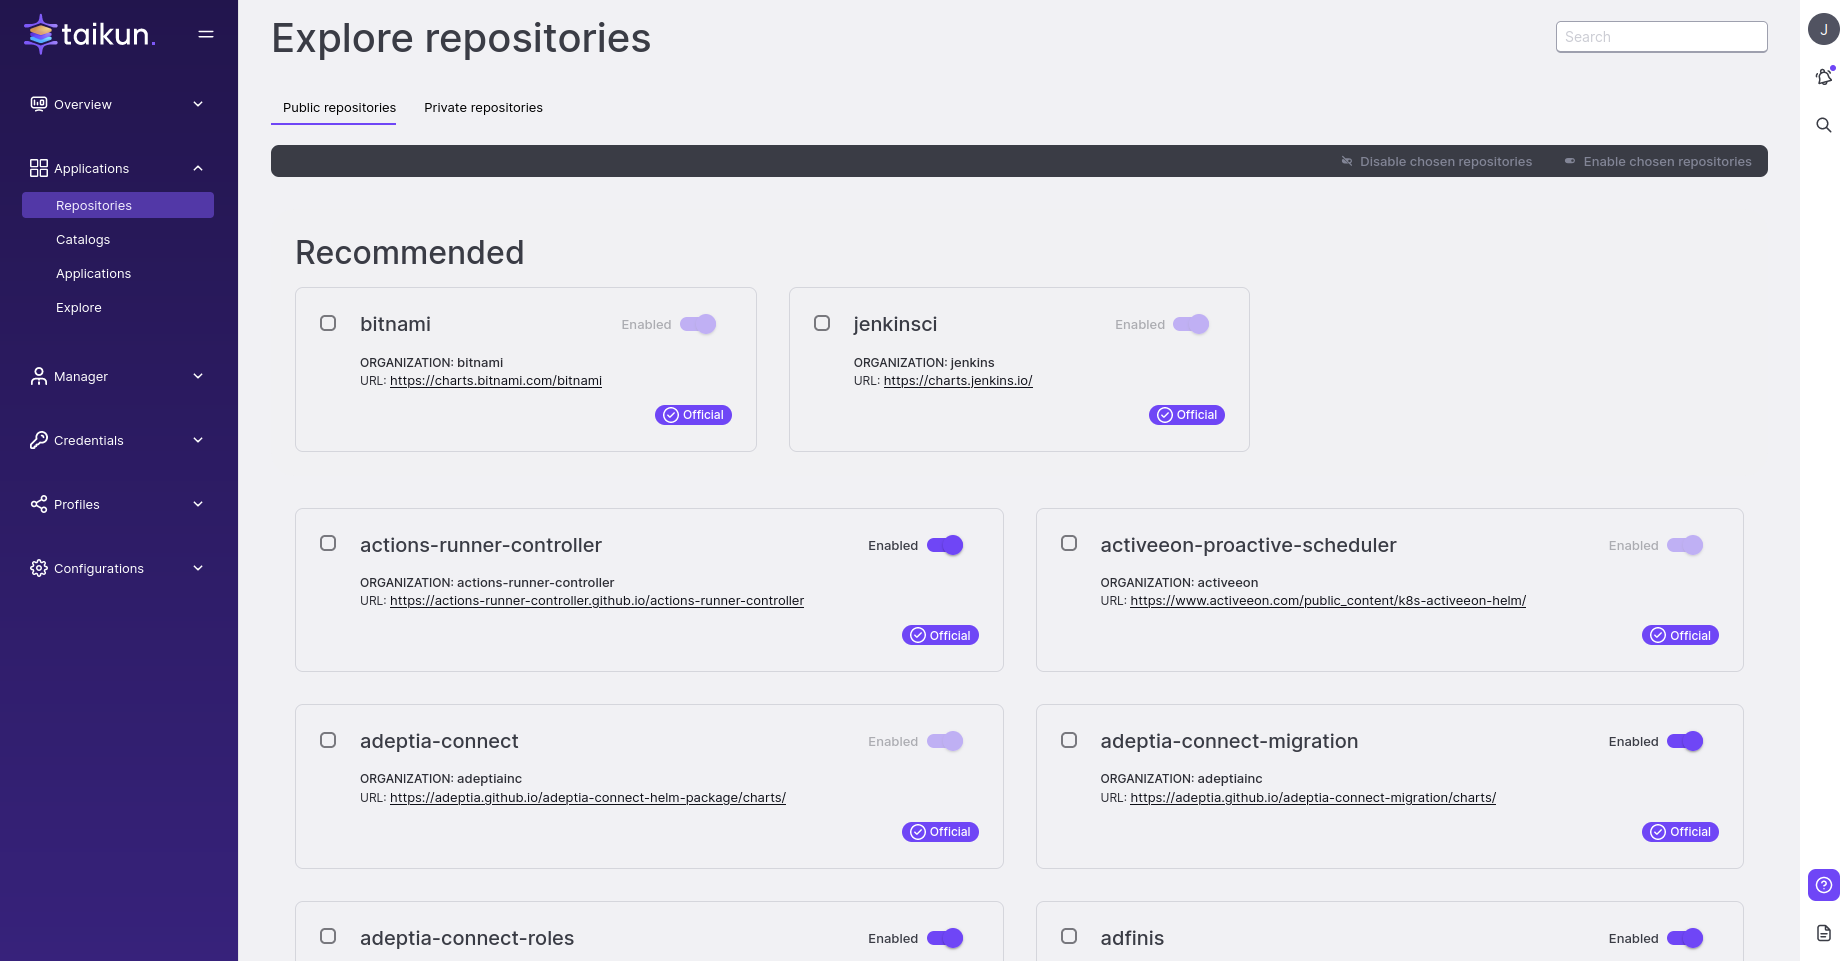 taikun.
Overview
Applications
Repositories
Catalogs
Applications
Explore
Manager
Credentials
Profiles
Configurations
Explore repositories
Search
Public repositories Private repositories
Disable chosen repositories Enable chosen repositories
Recommended
bitnami Enabled
ORGANIZATION: bitnami
URL: https://charts.bitnami.com/bitnami
Official
jenkinsci Enabled
ORGANIZATION: jenkins
URL: https://charts.jenkins.io/
Official
actions-runner-controller Enabled
ORGANIZATION: actions-runner-controller
URL: https://actions-runner-controller.github.io/actions-runner-controller
Official
activeeon-proactive-scheduler Enabled
ORGANIZATION: activeeon
URL: https://www.activeeon.com/public_content/k8s-activeeon-helm/
Official
adeptia-connect Enabled
ORGANIZATION: adeptiainc
URL: https://adeptia.github.io/adeptia-connect-helm-package/charts/
Official
adeptia-connect-migration Enabled
ORGANIZATION: adeptiainc
URL: https://adeptia.github.io/adeptia-connect-migration/charts/
Official
adeptia-connect-roles Enabled
adfinis Enabled
J